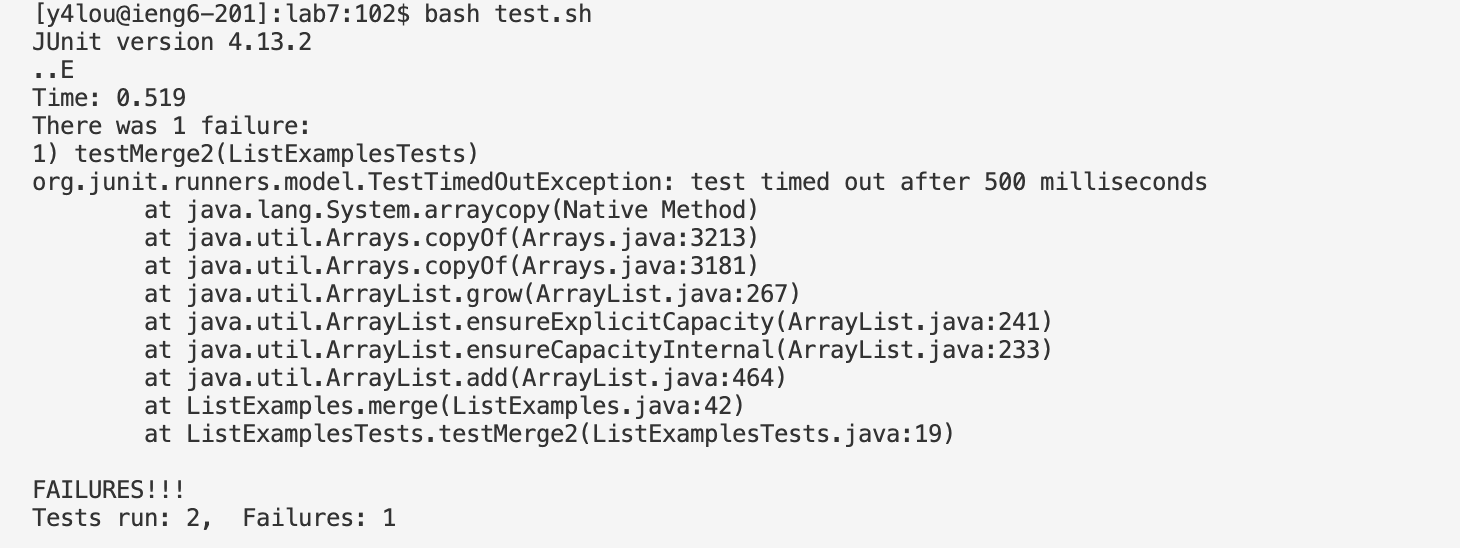 [y4lou@ieng6-201]:lab7:102$ bash test.sh
JUnit version 4.13.2
..E
Time: 0.519
There was 1 failure:
1) testMerge2(ListExamplesTests)
org.junit.runners.model.TestTimedOutException: test timed out after 500 milliseconds
        at java.lang.System.arraycopy(Native Method)
        at java.util.Arrays.copyOf(Arrays.java:3213)
        at java.util.Arrays.copyOf(Arrays.java:3181)
        at java.util.ArrayList.grow(ArrayList.java:267)
        at java.util.ArrayList.ensureExplicitCapacity(ArrayList.java:241)
        at java.util.ArrayList.ensureCapacityInternal(ArrayList.java:233)
        at java.util.ArrayList.add(ArrayList.java:464)
        at ListExamples.merge(ListExamples.java:42)
        at ListExamplesTests.testMerge2(ListExamplesTests.java:19)

FAILURES!!!
Tests run: 2,  Failures: 1